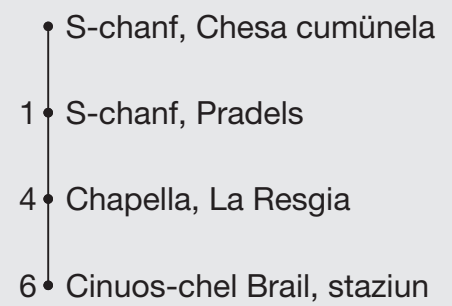 S-chanf, Chesa cumünela
1 S-chanf, Pradels
4 Chapella, La Resgia
6 Cinuos-chel Brail, staziun